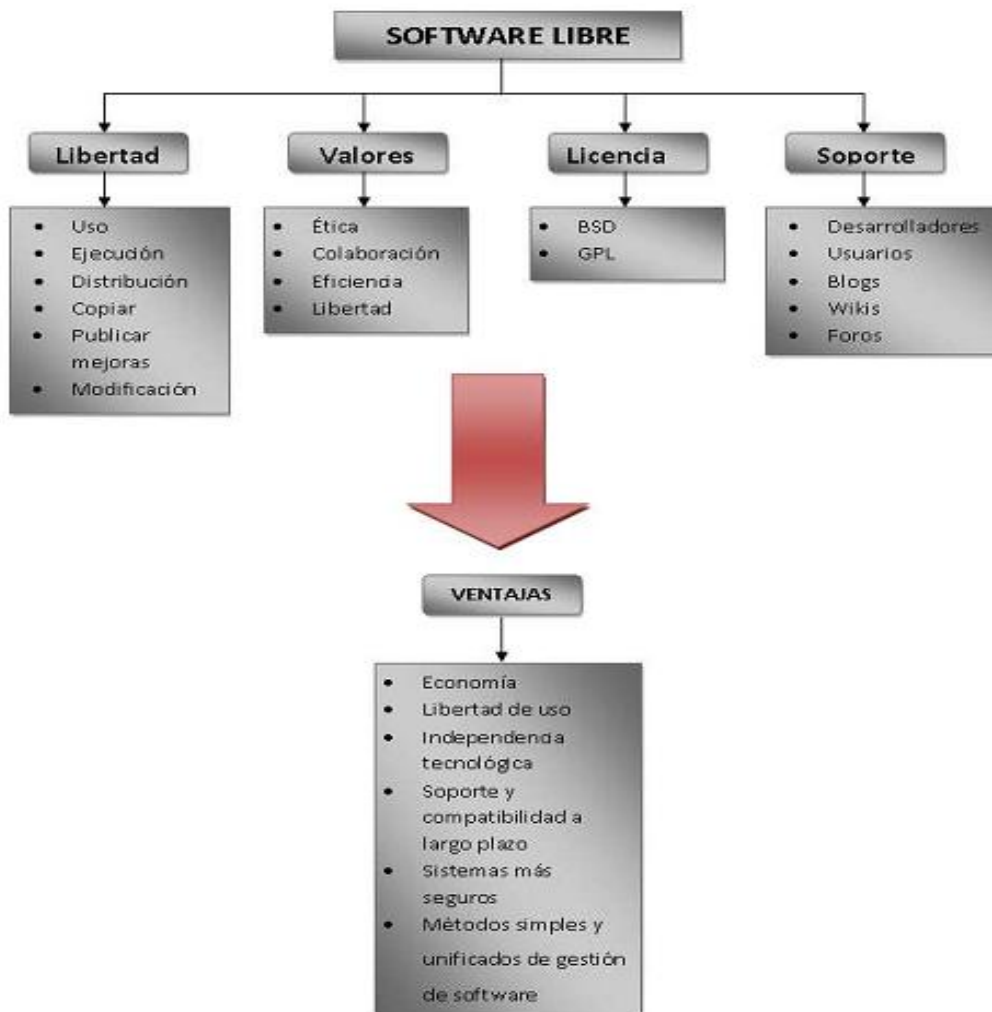 SOFTWARE LIBRE
Libertad
• Uso
• Ejecución
• Distribución
• Copiar
• Publicar
mejoras
• Modificación
Valores
• Ética
• Colaboración
• Eficiencia
• Libertad
Licencia
• BSD
• GPL
Soporte
• Desarrolladores
• Usuarios
• Blogs
• Wikis
• Foros
VENTAJAS
• Economía
• Libertad de uso
• Independencia
tecnológica
• Soporte y
compatibilidad a
largo plazo
• Sistemas más
seguros
• Métodos simples y
unificados de gestión
de software